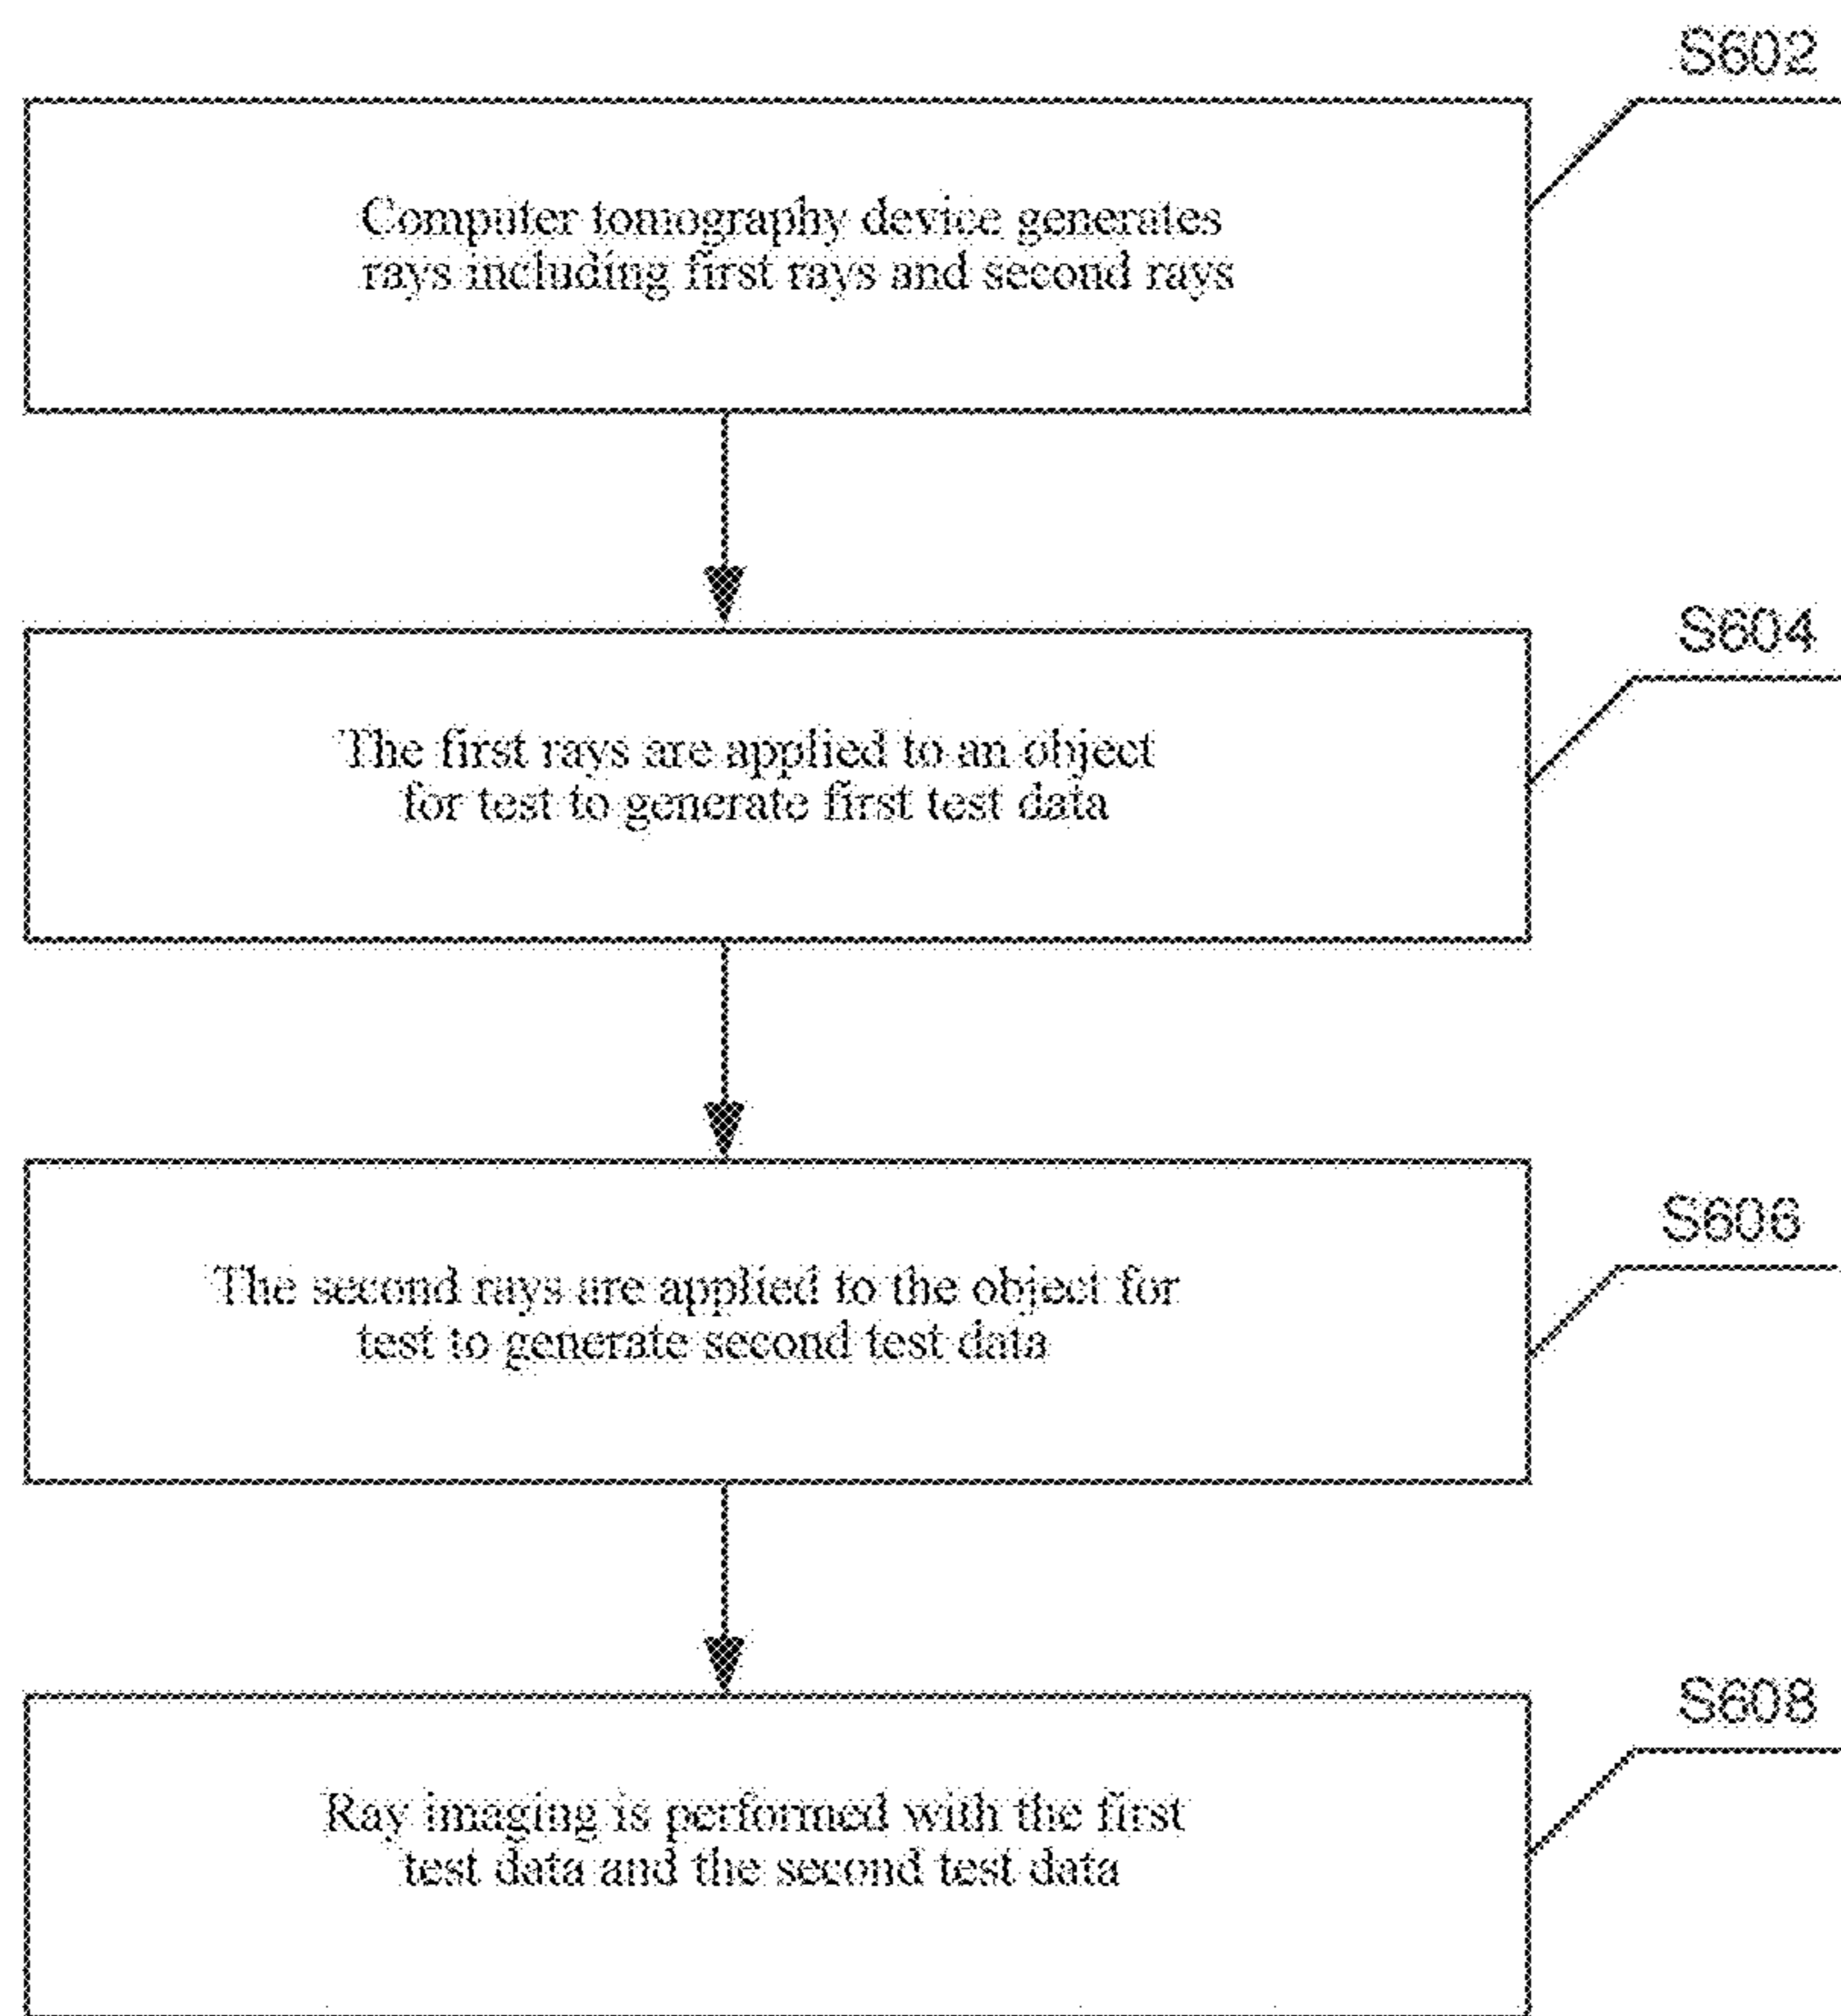 S602
Computer tomography device generates
rays including first rays and second rays
S604
The first rays are applied to an object
for test to generate first test data
S606
The second rays are applied to the object for
test to generate second test data
S608
Ray imaging is performed with the first
test data and the second test data